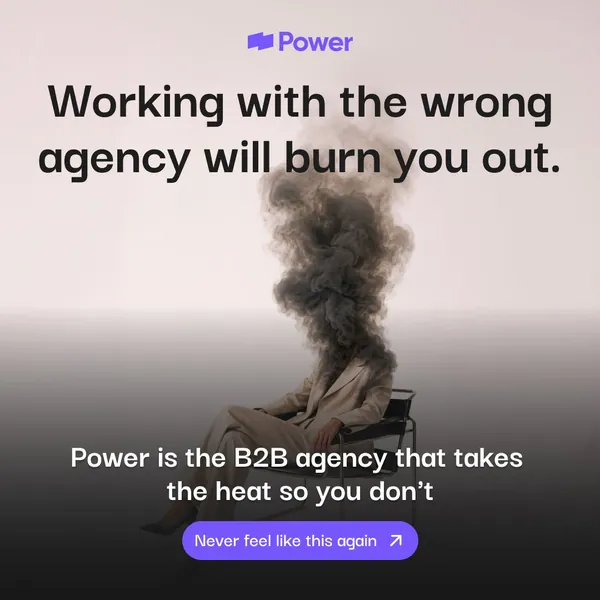 Power
Working with the wrong
agency will burn you out.
Power is the B2B agency that takes
the heat so you don’t
Never feel like this again